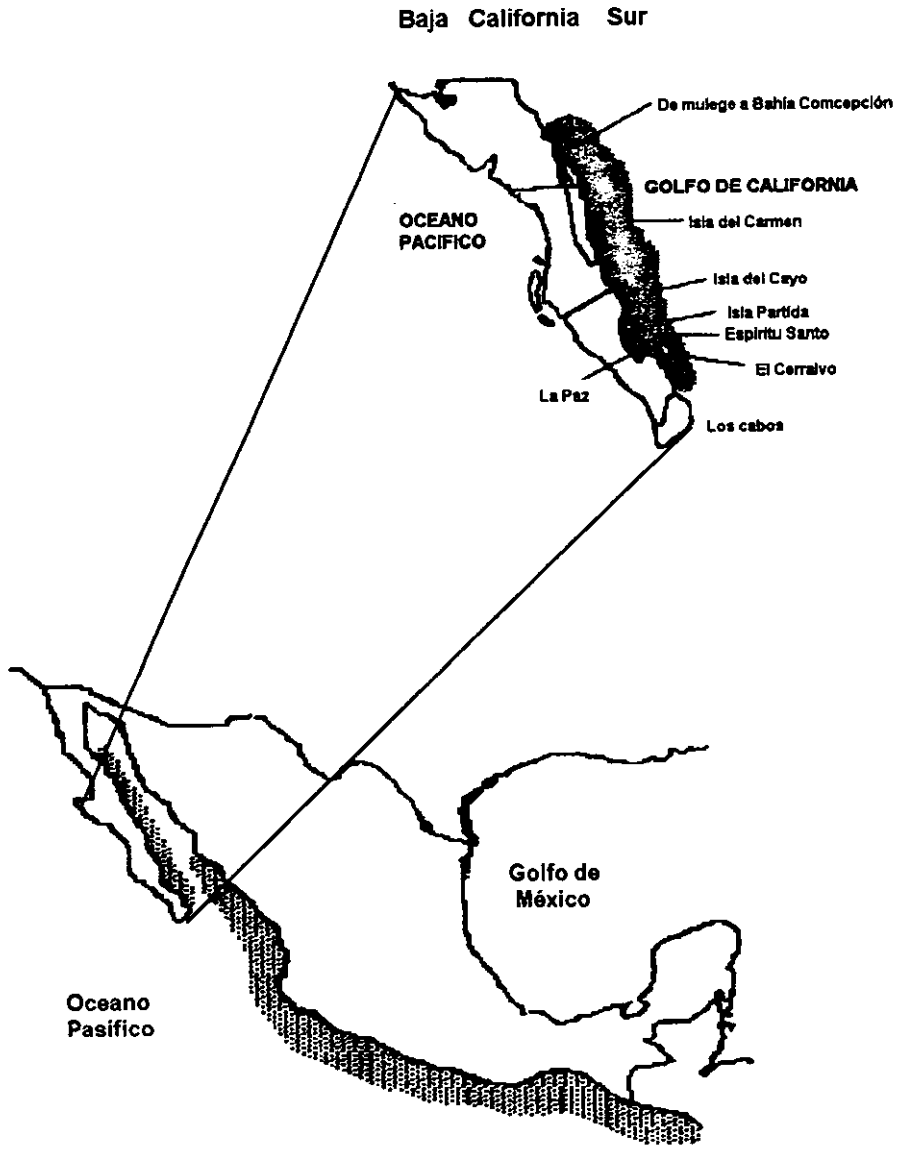 Baja California Sur
De mulege a Bahía Comcepción
GOLFO DE CALIFORNIA
OCEANO
PACIFICO
Isla del Carmen
Isla del Cayo
Isla Partida
Espiritu Santo
El Cerralvo
La Paz
Los cabos
Golfo de
México
Oceano
Pasifico